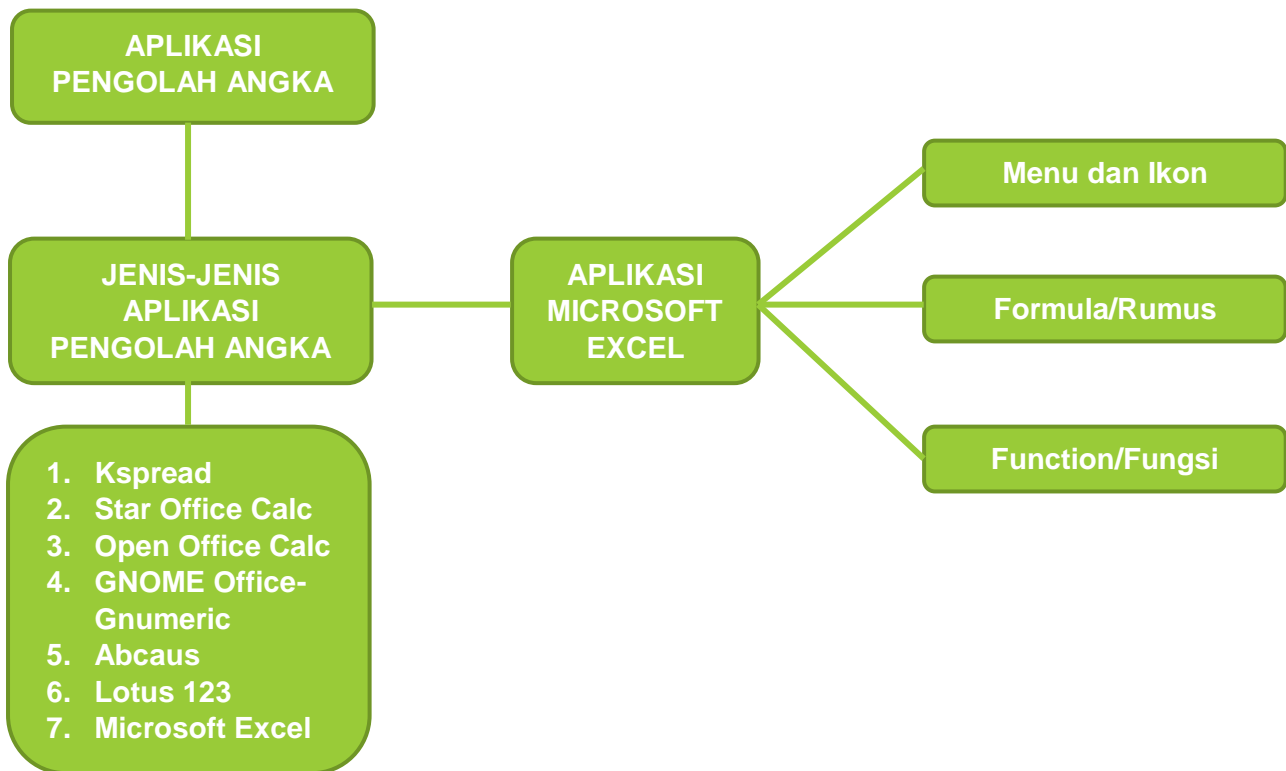 APLIKASI
PENGOLAH ANGKA
JENIS-JENIS
APLIKASI
PENGOLAH ANGKA
1. Kspread
2. Star Office Calc
3. Open Office Calc
4. GNOME Office-
Gnumeric
5. Abcaus
6. Lotus 123
7. Microsoft Excel
APLIKASI
MICROSOFT
EXCEL
Menu dan Ikon
Formula/Rumus
Function/Fungsi